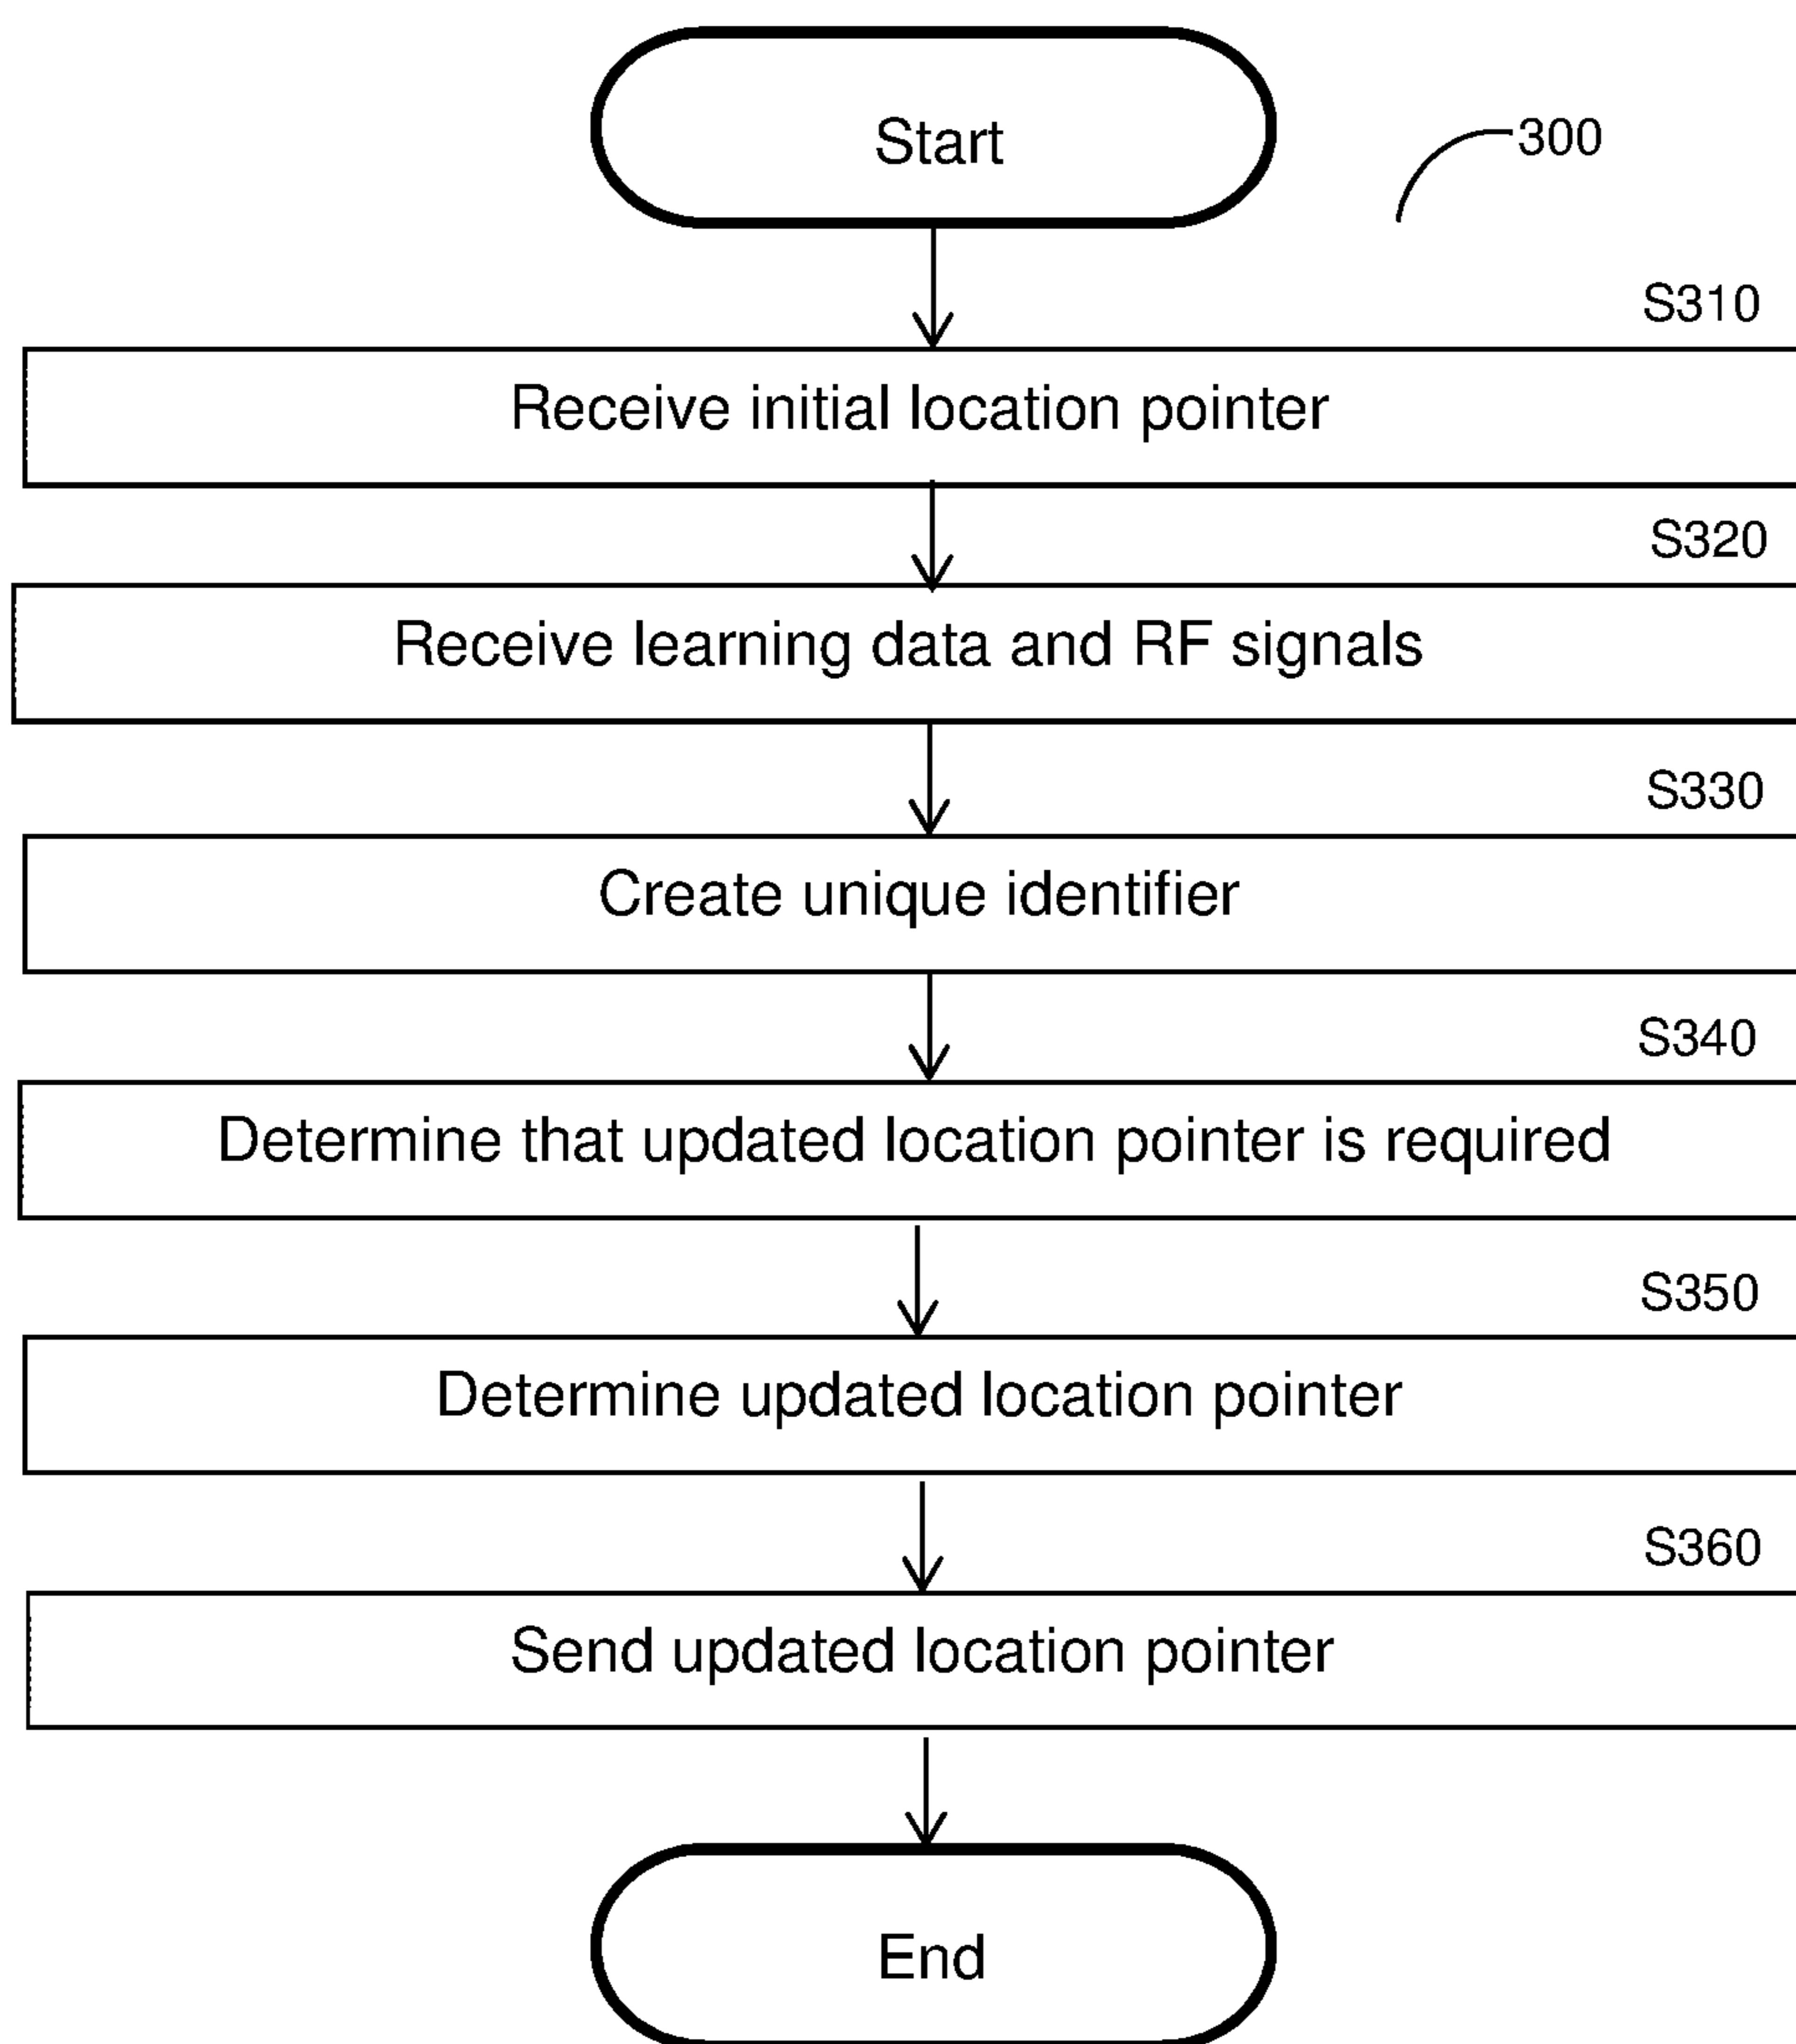 Start
300
S310
Receive initial location pointer
S320
Receive learning data and RF signals
S330
Create unique identifier
S340
Determine that updated location pointer is required
S350
Determine updated location pointer
S360
Send updated location pointer
End